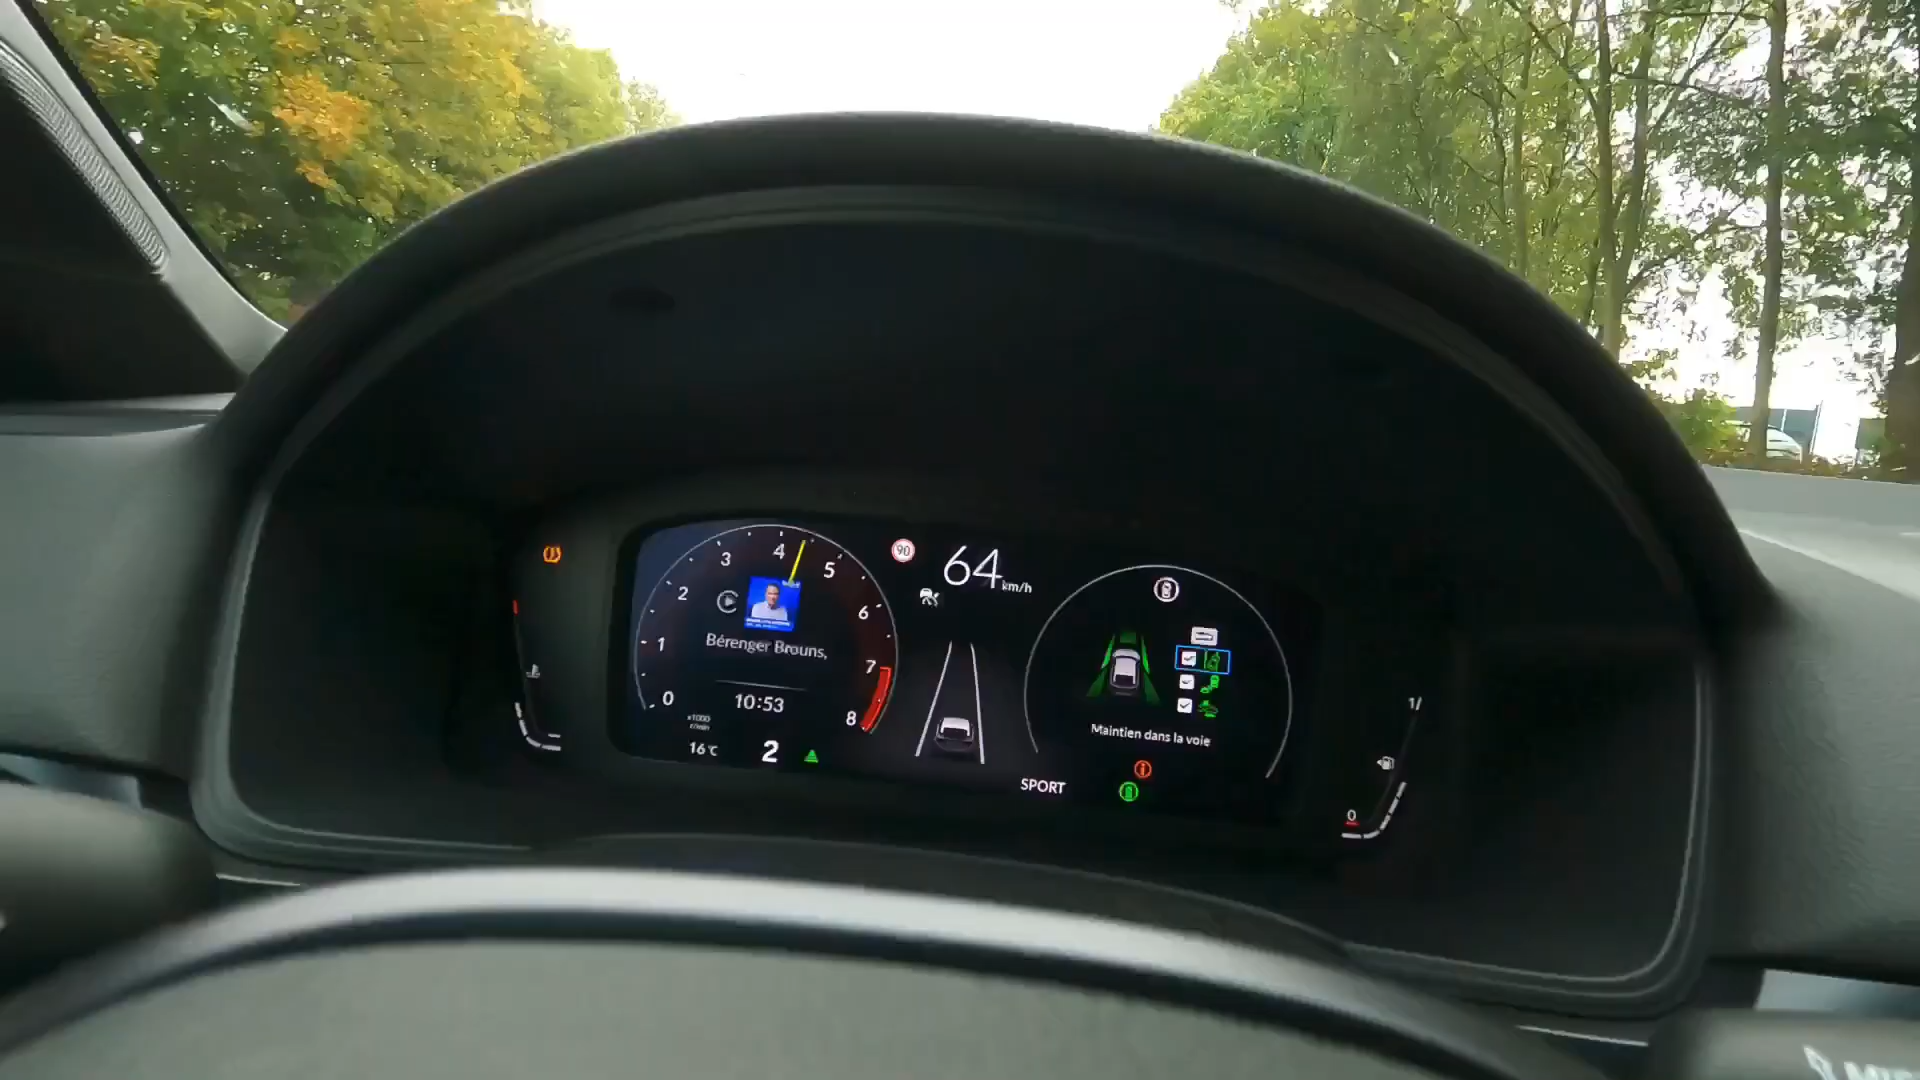 90
64 km/h
0
1
2
3
4
5
6
7
8
Bérenger Brouns,
10:53
x1000
r/min
16°C
2
Maintien dans la voie
SPORT
1/
0